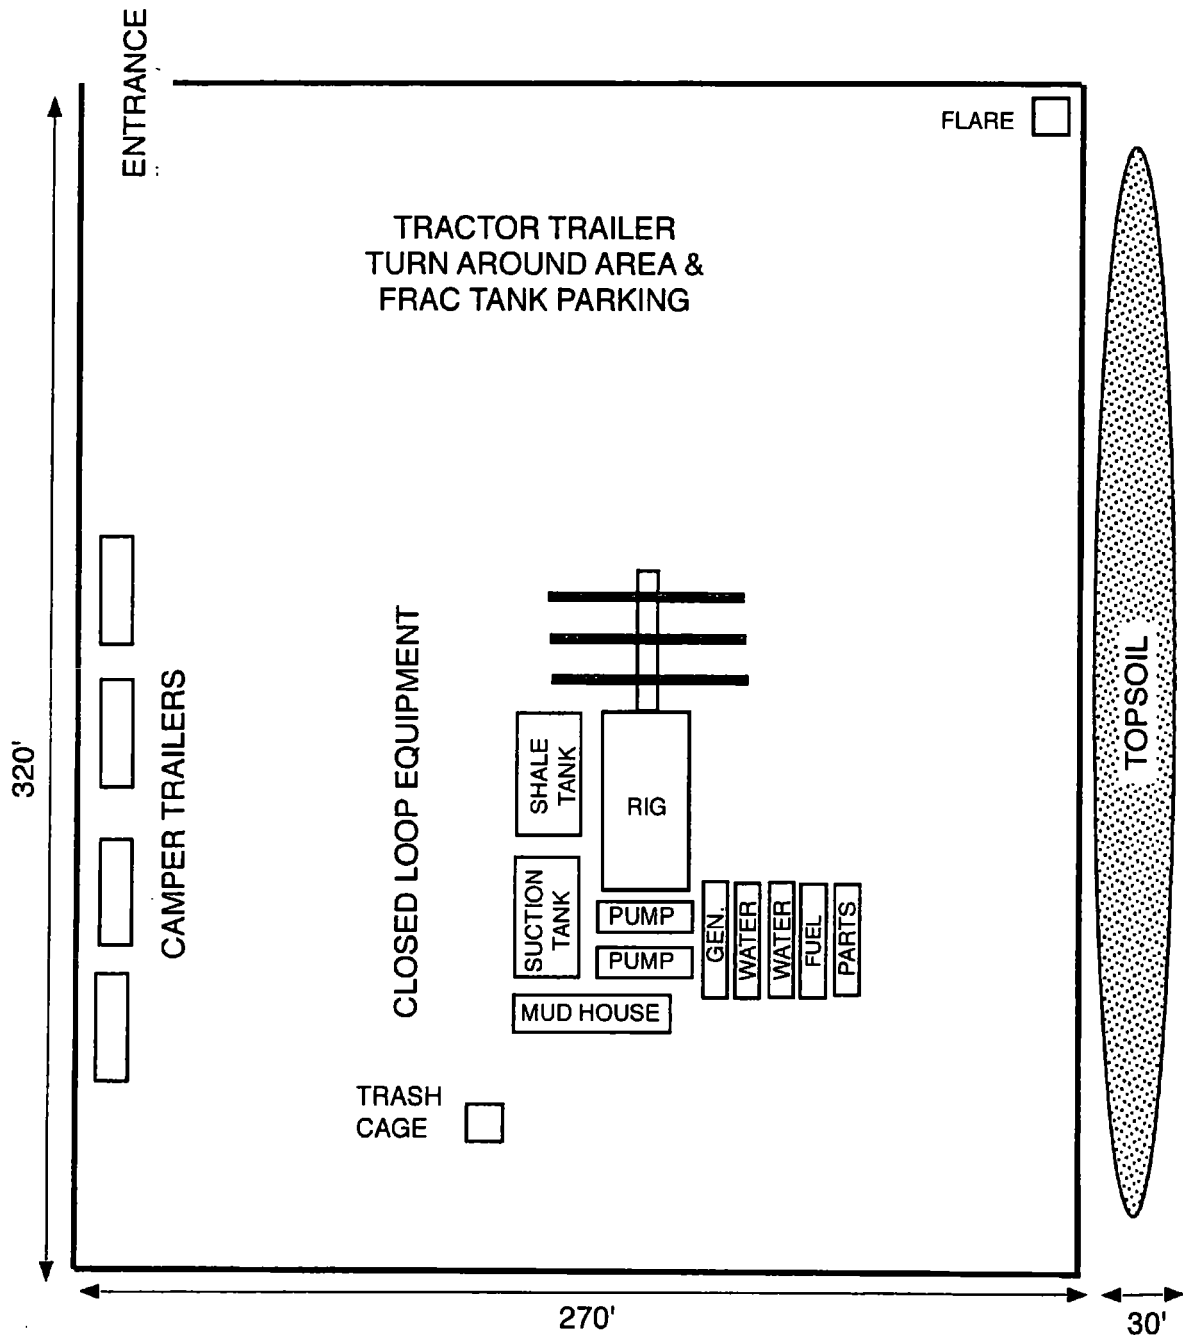 ENTRANCE
FLARE
TRACTOR TRAILER
TURN AROUND AREA &
FRAC TANK PARKING
320'
CAMPER TRAILERS
CLOSED LOOP EQUIPMENT
SHALE
TANK
RIG
SUCTION
TANK
PUMP
PUMP
GEN.
WATER
WATER
FUEL
PARTS
MUD HOUSE
TRASH
CAGE
TOPSOIL
270'
30'